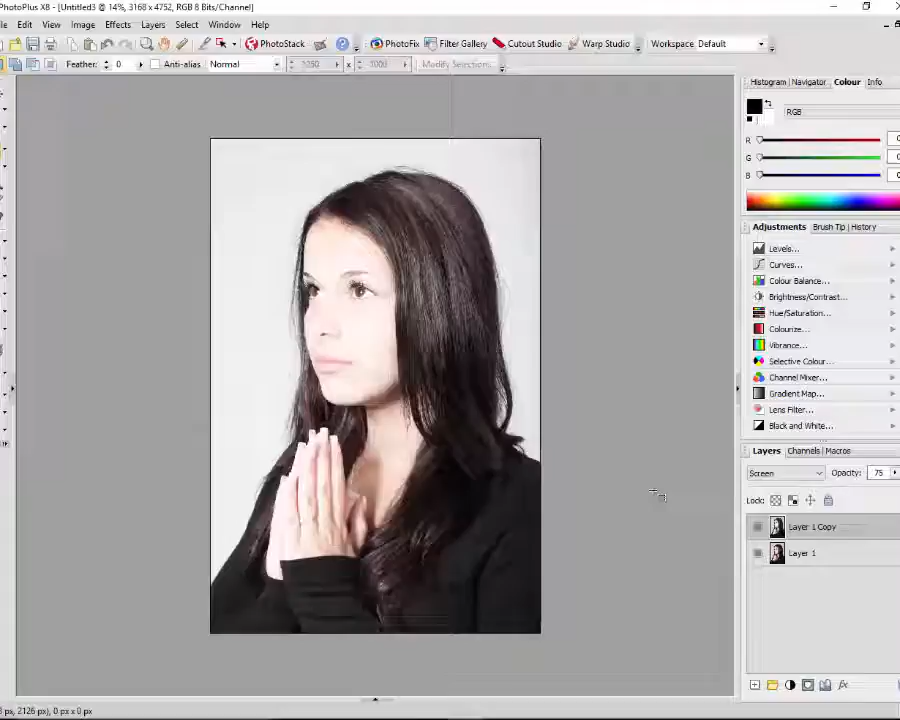 PhotoPlus X8 - [Untitled3 @ 14%, 3168 x 4752, RGB 8 Bits/Channel]
Edit View Image Effects Layers Select Window Help
PhotoStack PhotoFix Filter Gallery Cutout Studio Warp Studio Workspace: Default
Feather: 0 Anti-alias Normal x 1000 Modify Selection...
Histogram Navigator Colour Info
RGB
R
G
B
Adjustments Brush Tip History
Levels...
Curves...
Colour Balance...
Brightness/Contrast...
Hue/Saturation...
Colourize...
Vibrance...
Selective Colour...
Channel Mixer...
Gradient Map...
Lens Filter...
Black and White...
Layers Channels Macros
Screen Opacity: 75
Lock:
Layer 1 Copy
Layer 1
fx
px, 2126 px), 0 px x 0 px